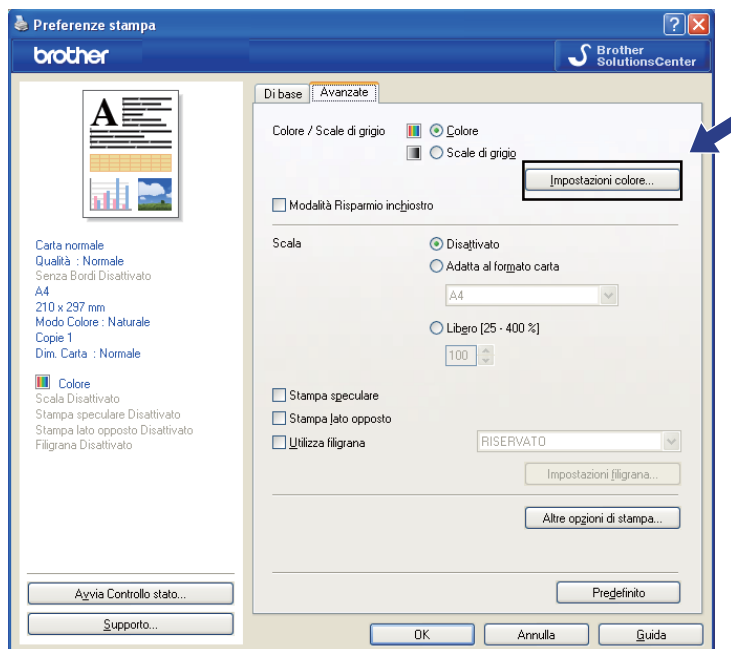 Preferenze stampa
brother
Brother
SolutionsCenter
A
Carta normale
Qualità : Normale
Senza Bordi Disattivato
A4
210 x 297 mm
Modo Colore : Naturale
Copie 1
Dim. Carta : Normale
Colore
Scala Disattivato
Stampa speculare Disattivato
Stampa lato opposto Disattivato
Filigrana Disattivato
Avvia Controllo stato...
Supporto...
Di base
Avanzate
Colore / Scale di grigio
Colore
Scale di grigio
Impostazioni colore...
Modalità Risparmio inchiostro
Scala
Disattivato
Adatta al formato carta
A4
Libero [25 - 400 %]
100
Stampa speculare
Stampa lato opposto
Utilizza filigrana
RISERVATO
Impostazioni filigrana...
Altre opzioni di stampa...
Predefinito
OK
Annulla
Guida